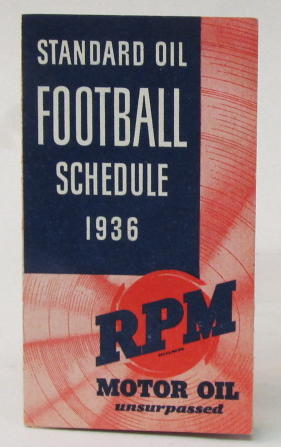 STANDARD OIL
FOOTBALL
SCHEDULE
1936
RPM
MOTOR OIL
unsurpassed